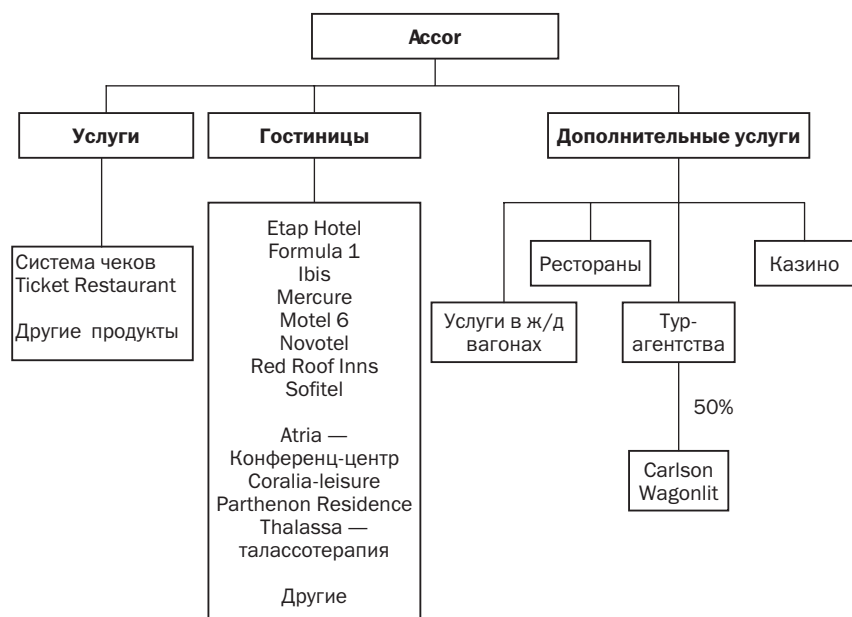 Accor
Услуги
Гостиницы
Дополнительные услуги
Система чеков
Ticket Restaurant
Другие продукты
Etap Hotel
Formula 1
Ibis
Mercure
Motel 6
Novotel
Red Roof Inns
Sofitel
Atria —
Конференц-центр
Coralia-leisure
Parthenon Residence
Thalassa —
талассотерапия
Другие
Услуги в ж/д
вагонах
Рестораны
Тур-
агентства
Казино
50%
Carlson
Wagonlit